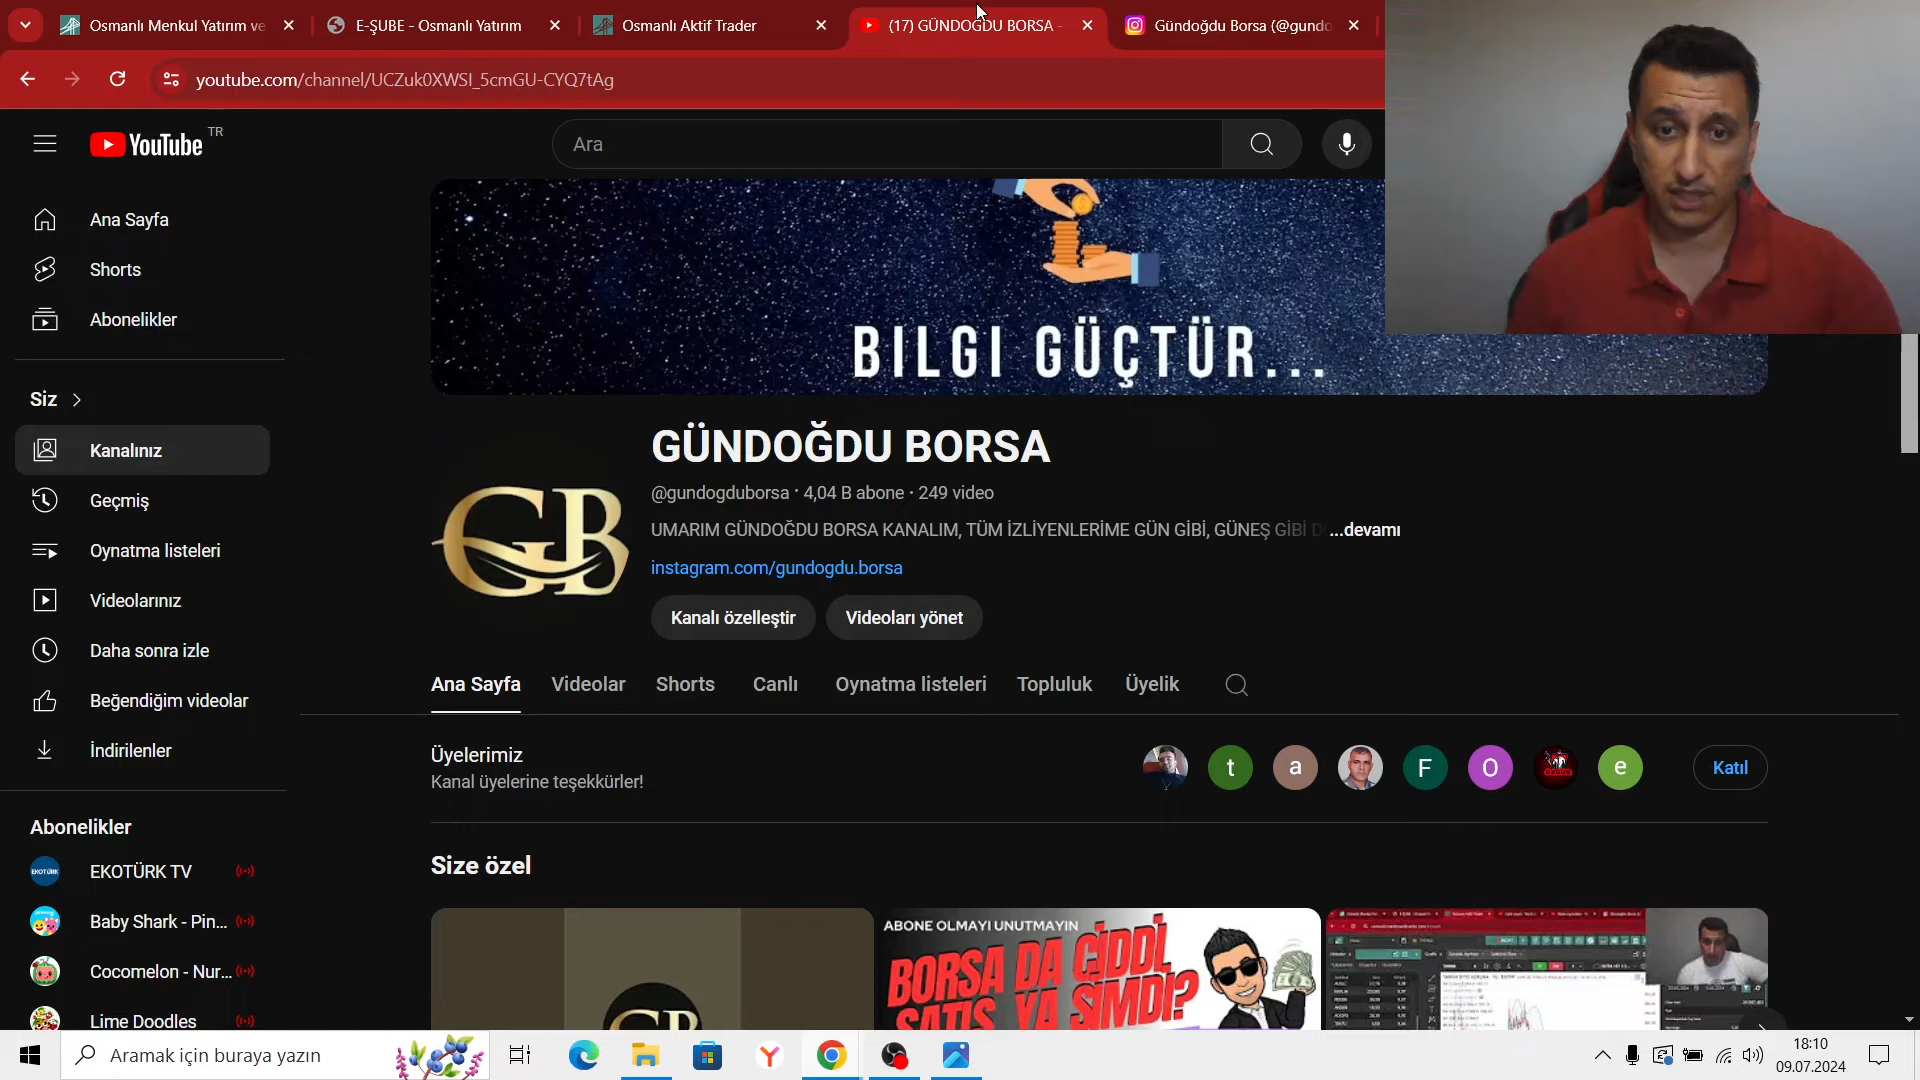 Osmanlı Menkul Yatırım ve
E-ŞUBE - Osmanlı Yatırım
Osmanlı Aktif Trader
(17) GÜNDOĞDU BORSA -
Gündoğdu Borsa (@gundo
youtube.com/channel/UCZuk0XWSI_5cmGU-CYQ7tAg
YouTube
TR
Ara
Ana Sayfa
Shorts
Abonelikler
Siz
Kanalınız
Geçmiş
Oynatma listeleri
Videolarınız
Daha sonra izle
Beğendiğim videolar
İndirilenler
Abonelikler
EKOTÜRK TV
Baby Shark - Pin...
Cocomelon - Nur...
Lime Doodles
BILGI GÜÇTÜR...
GÜNDOĞDU BORSA
@gundogduborsa · 4,04 B abone · 249 video
UMARIM GÜNDOĞDU BORSA KANALIM, TÜM İZLİYENLERİME GÜN GİBİ, GÜNEŞ GİBİ ...devamı
instagram.com/gundogdu.borsa
Kanalı özelleştir
Videoları yönet
Ana Sayfa
Videolar
Shorts
Canlı
Oynatma listeleri
Topluluk
Üyelik
Üyelerimiz
Kanal üyelerine teşekkürler!
t
a
F
O
e
Katıl
Size özel
GB
GB
ABONE OLMAYI UNUTMAYIN
BORSA DA CİDDİ
SATIŞ YA ŞİMDİ?
Aramak için buraya yazın
18:10
09.07.2024